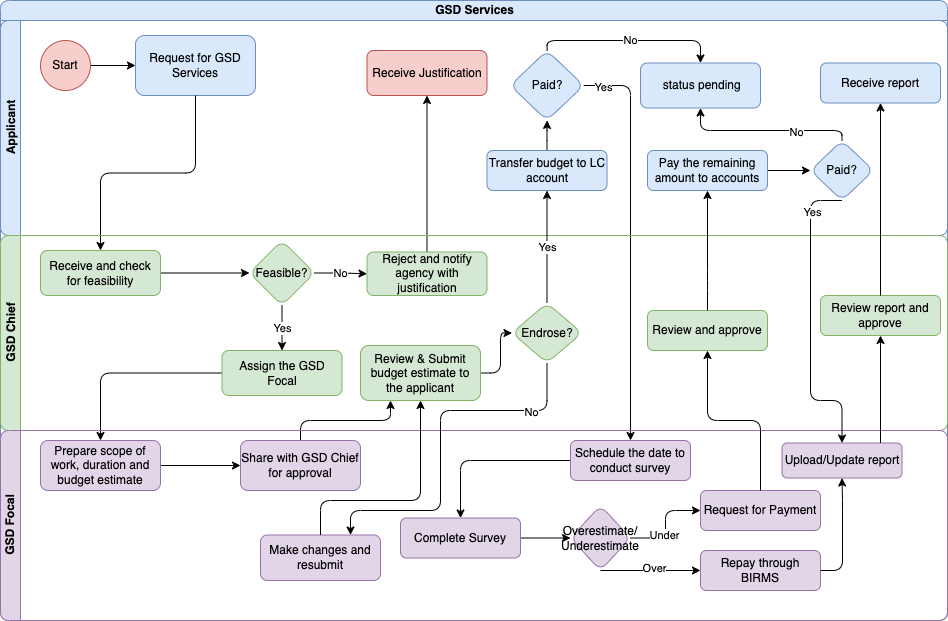 GSD Services
Applicant
Start
Request for GSD
Services
Receive Justification
Paid?
No
Yes
status pending
Receive report
Transfer budget to LC
account
Pay the remaining
amount to accounts
No
Paid?
Yes
GSD Chief
Receive and check
for feasibility
Feasible?
No
Reject and notify
agency with
justification
Yes
Yes
Assign the GSD
Focal
Review & Submit
budget estimate to
the applicant
Endrose?
No
Review and approve
Review report and
approve
GSD Focal
Prepare scope of
work, duration and
budget estimate
Share with GSD Chief
for approval
Make changes and
resubmit
Schedule the date to
conduct survey
Complete Survey
Overestimate/
Underestimate
Under
Over
Request for Payment
Repay through
BIRMS
Upload/Update report